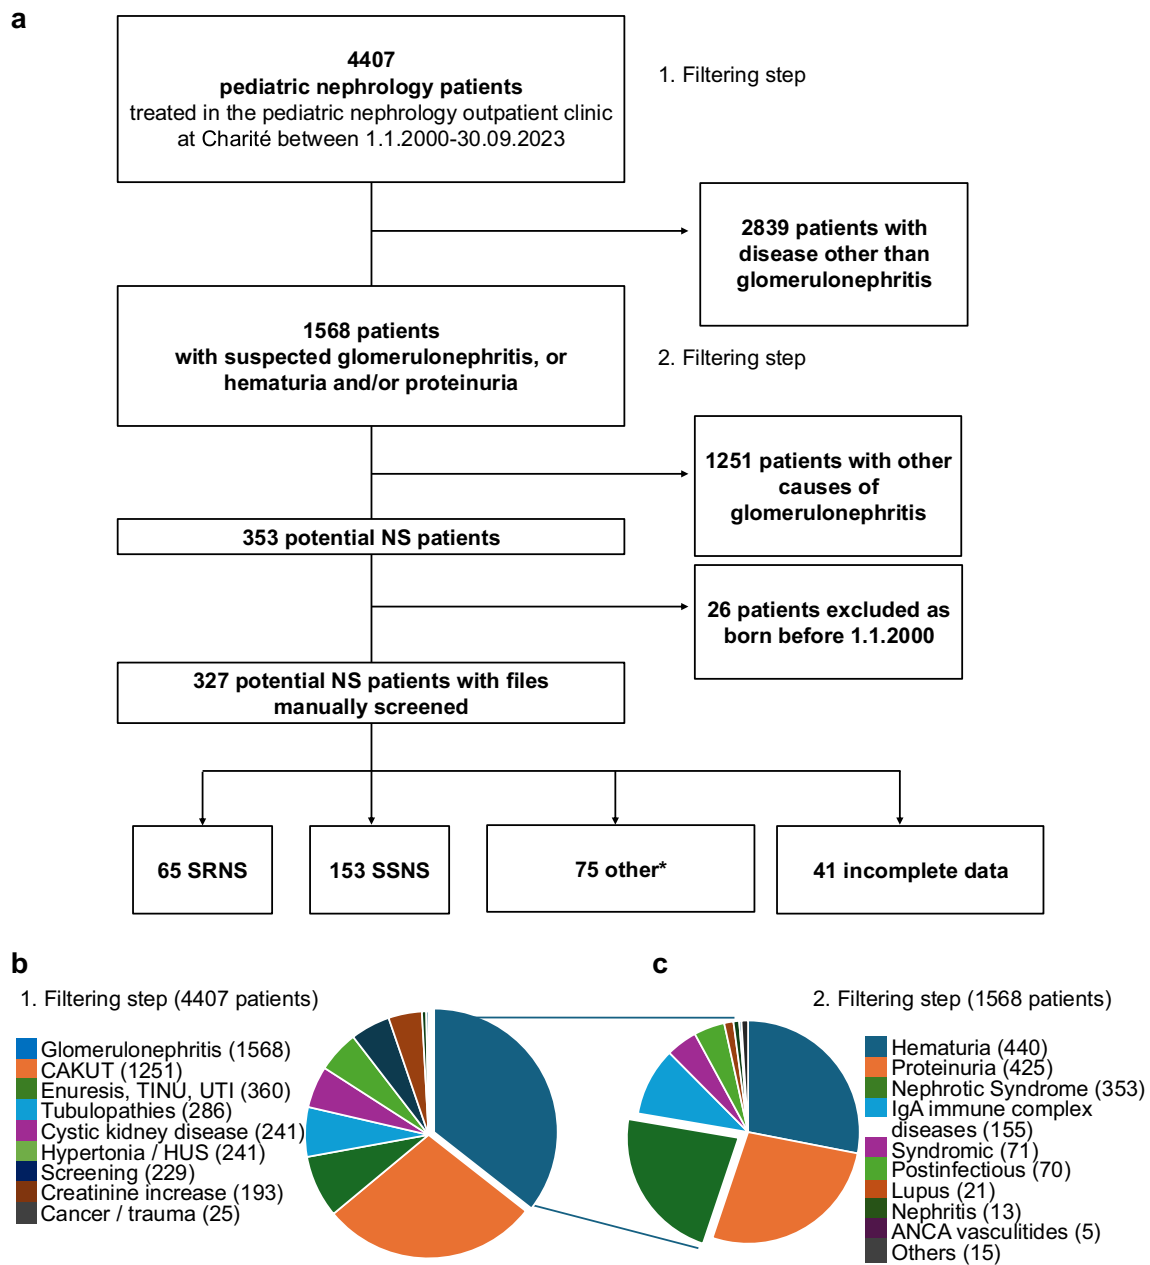 a
4407
pediatric nephrology patients
treated in the pediatric nephrology outpatient clinic
at Charité between 1.1.2000-30.09.2023
1. Filtering step
2839 patients with
disease other than
glomerulonephritis
1568 patients
with suspected glomerulonephritis, or
hematuria and/or proteinuria
2. Filtering step
1251 patients with other
causes of
glomerulonephritis
353 potential NS patients
26 patients excluded as
born before 1.1.2000
327 potential NS patients with files
manually screened
65 SRNS
153 SSNS
75 other*
41 incomplete data
b
1. Filtering step (4407 patients)
Glomerulonephritis (1568)
CAKUT (1251)
Enuresis, TINU, UTI (360)
Tubulopathies (286)
Cystic kidney disease (241)
Hypertonia / HUS (241)
Screening (229)
Creatinine increase (193)
Cancer / trauma (25)
c
2. Filtering step (1568 patients)
Hematuria (440)
Proteinuria (425)
Nephrotic Syndrome (353)
IgA immune complex
diseases (155)
Syndromic (71)
Postinfectious (70)
Lupus (21)
Nephritis (13)
ANCA vasculitides (5)
Others (15)